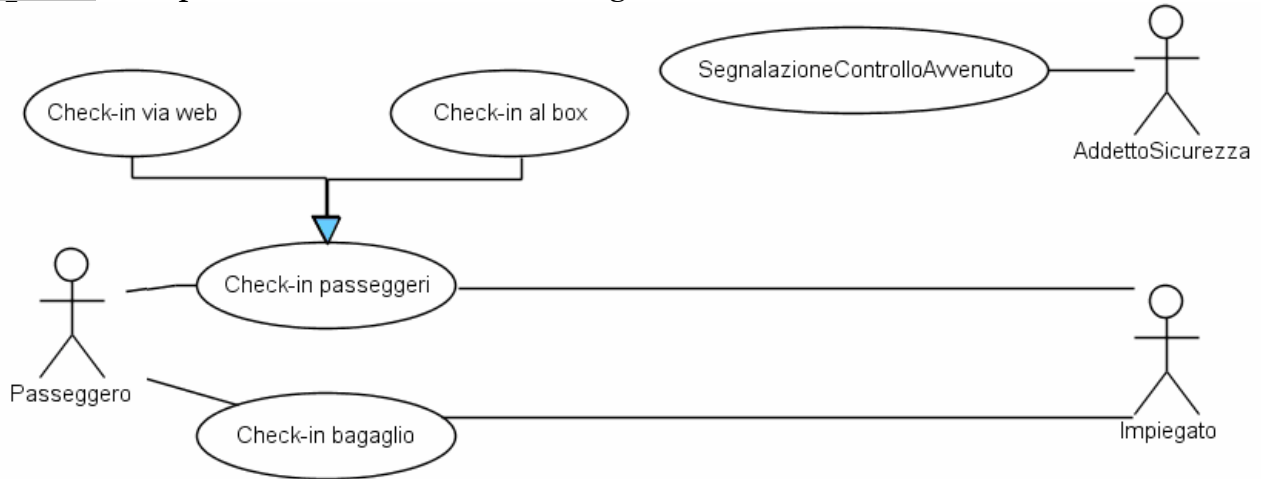 SegnalazioneControlloAvvenuto
Check-in via web
Check-in al box
AddettoSicurezza
Check-in passeggeri
Passeggero
Check-in bagaglio
Impiegato